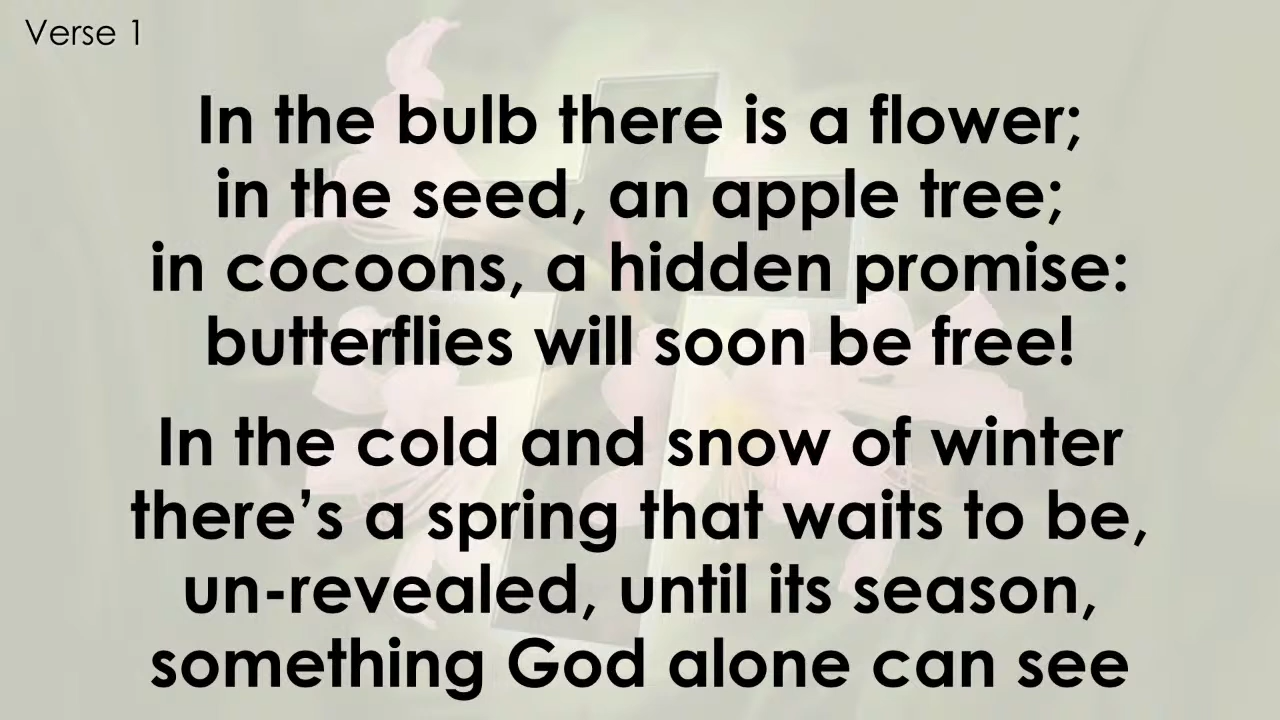 Verse 1
In the bulb there is a flower;
in the seed, an apple tree;
in cocoons, a hidden promise:
butterflies will soon be free!
In the cold and snow of winter
there’s a spring that waits to be,
un-revealed, until its season,
something God alone can see